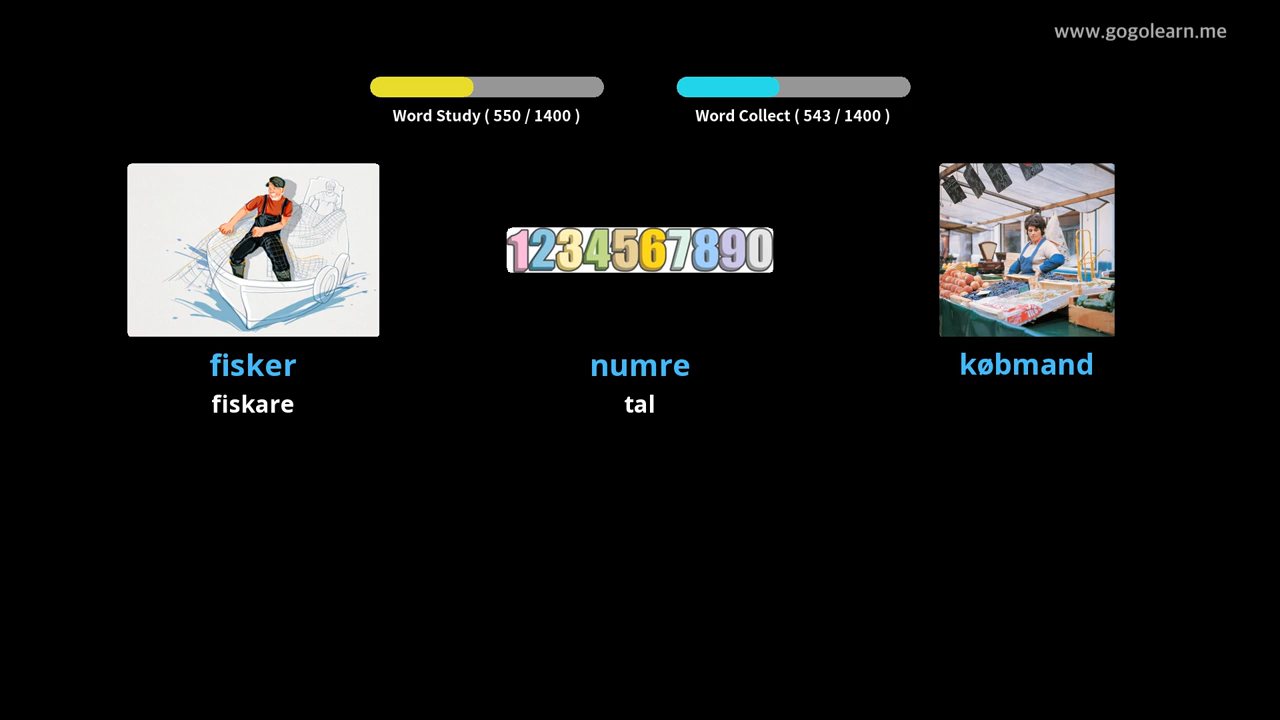 www.gogolearn.me
Word Study ( 550 / 1400 )
Word Collect ( 543 / 1400 )
1234567890
fisker
numre
købmand
fiskare
tal